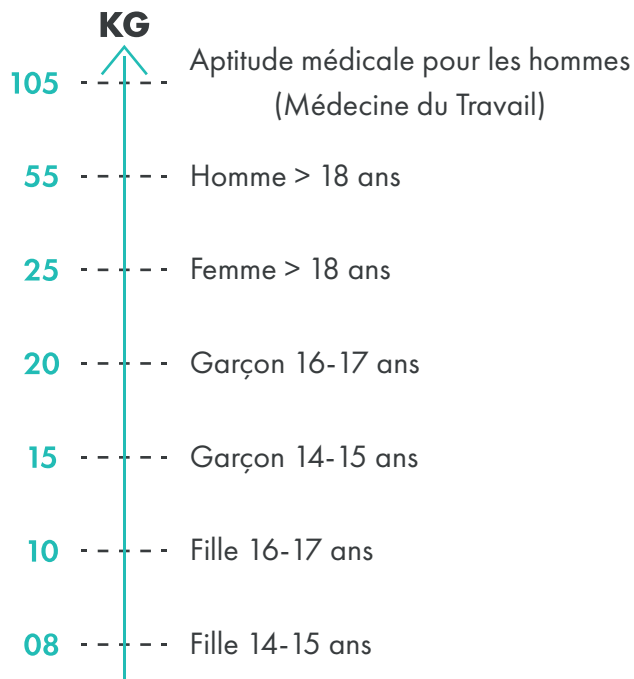 KG
105 Aptitude médicale pour les hommes
(Médecine du Travail)
55 Homme > 18 ans
25 Femme > 18 ans
20 Garçon 16-17 ans
15 Garçon 14-15 ans
10 Fille 16-17 ans
08 Fille 14-15 ans